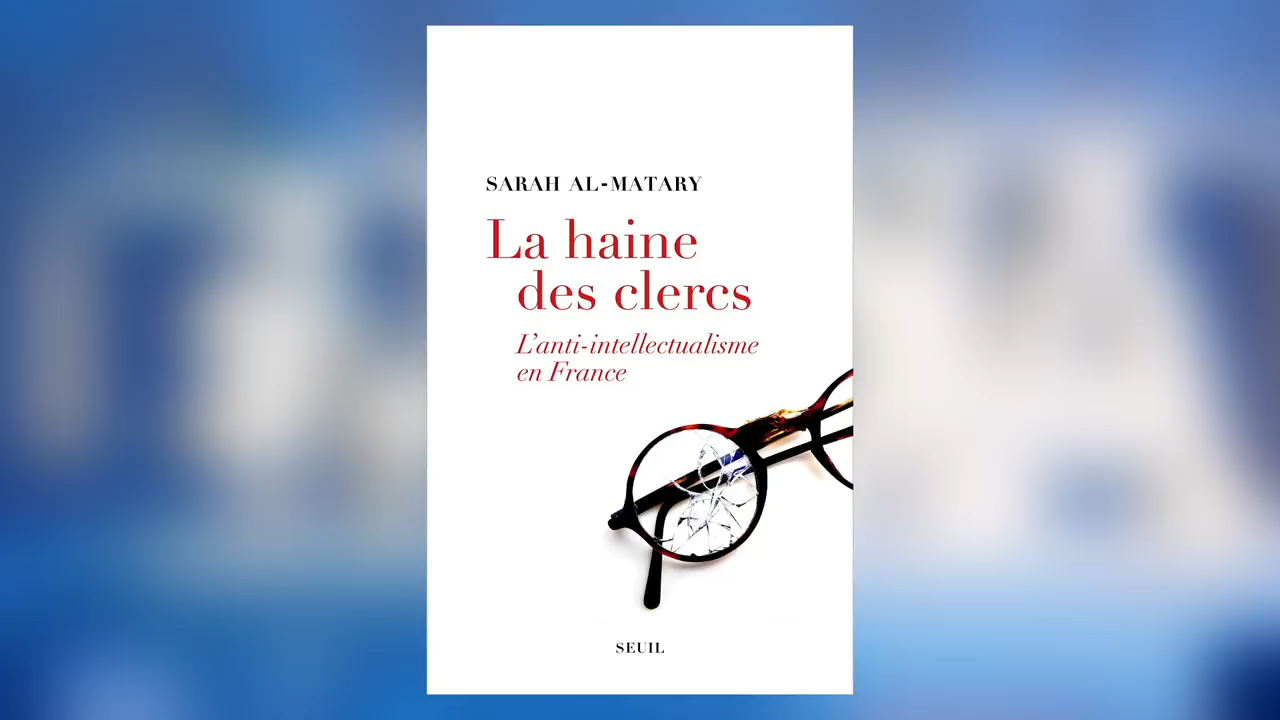 SARAH AL-MATARY
La haine
des clercs
L’anti-intellectualisme
en France
SEUIL